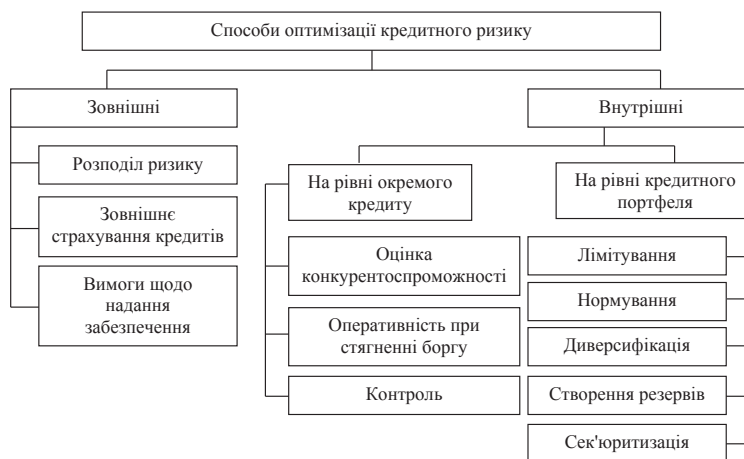 Способи оптимізації кредитного ризику
Зовнішні
Розподіл ризику
Зовнішнє
страхування кредитів
Вимоги щодо
надання
забезпечення
Внутрішні
На рівні окремого
кредиту
Оцінка
конкурентоспроможності
Оперативність при
стягненні боргу
Контроль
На рівні кредитного
портфеля
Лімітування
Нормування
Диверсифікація
Створення резервів
Сек'юритизація